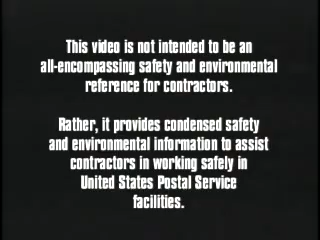 This video is not intended to be an
all-encompassing safety and environmental
reference for contractors.
Rather, it provides condensed safety
and environmental information to assist
contractors in working safely in
United States Postal Service
facilities.